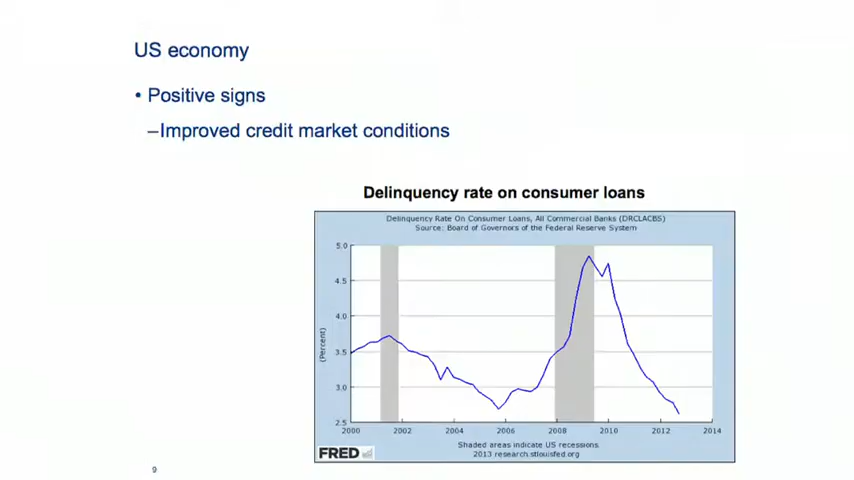 US economy
• Positive signs
–Improved credit market conditions
Delinquency rate on consumer loans
Delinquency Rate On Consumer Loans, All Commercial Banks (DRCLACBS)
Source: Board of Governors of the Federal Reserve System
5.0
4.5
4.0
3.5
3.0
2.5
(Percent)
2000 2002 2004 2006 2008 2010 2012 2014
Shaded areas indicate US recessions.
2013 research.stlouisfed.org
FRED
9